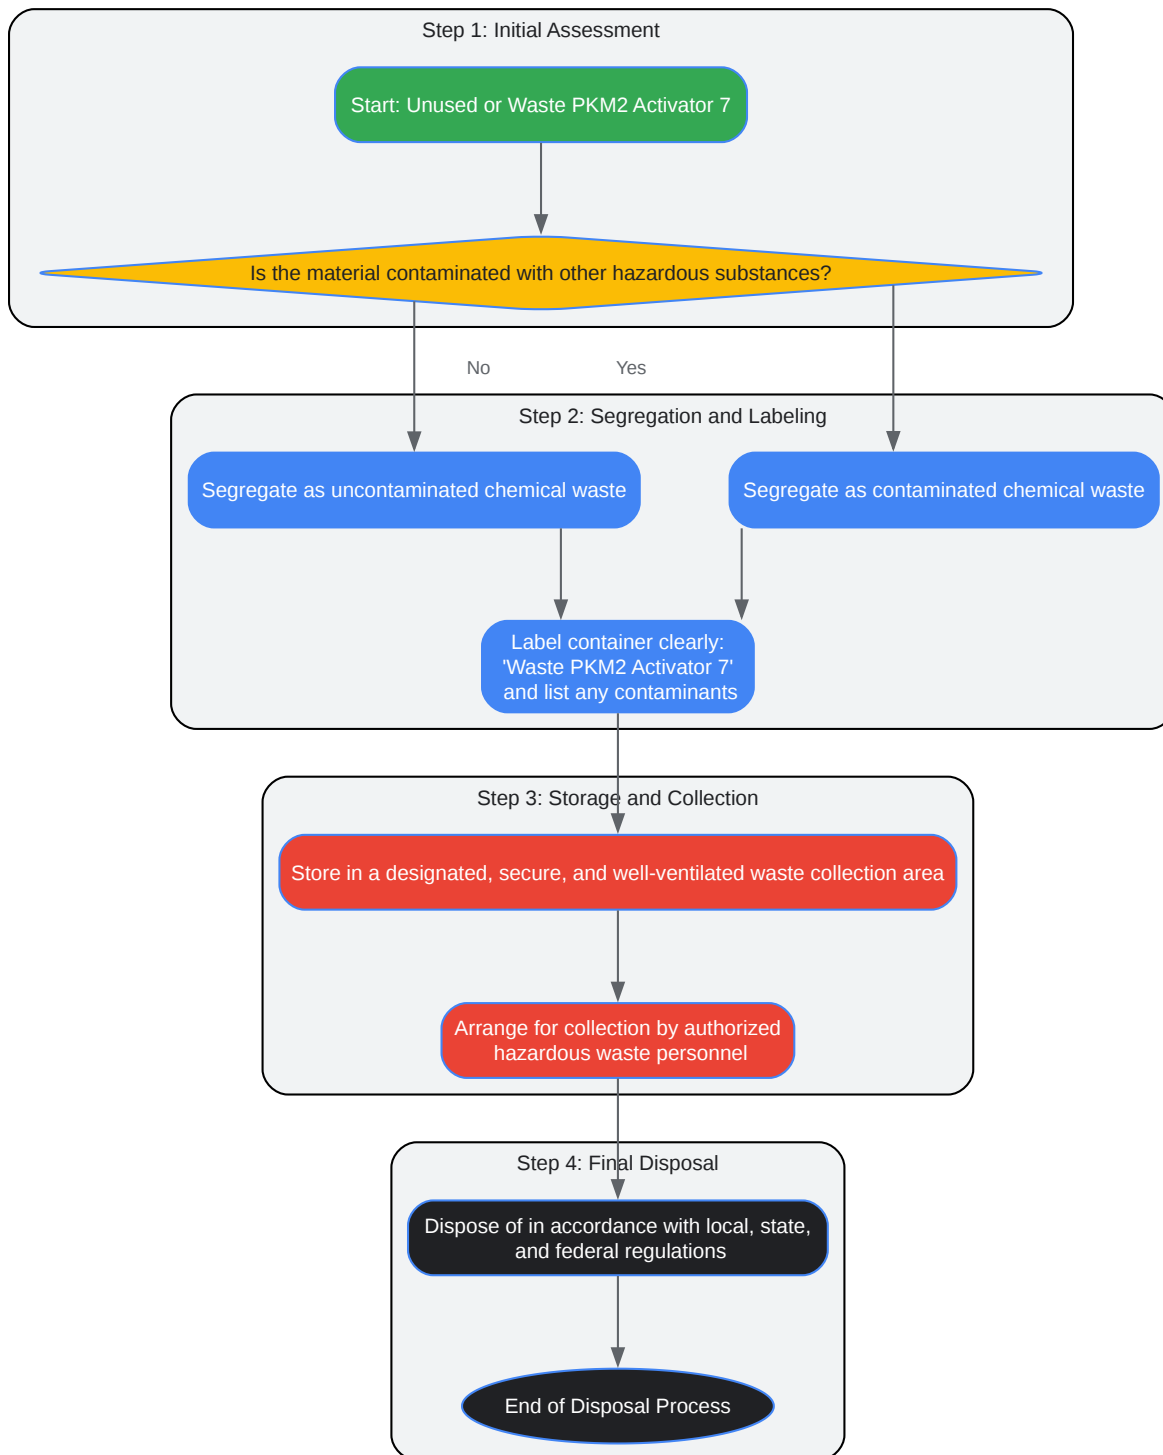 Step 1: Initial Assessment
Start: Unused or Waste PKM2 Activator 7
Is the material contaminated with other hazardous substances?
No
Yes
Step 2: Segregation and Labeling
Segregate as uncontaminated chemical waste
Segregate as contaminated chemical waste
Label container clearly:
'Waste PKM2 Activator 7'
and list any contaminants
Step 3: Storage and Collection
Store in a designated, secure, and well-ventilated waste collection area
Arrange for collection by authorized
hazardous waste personnel
Step 4: Final Disposal
Dispose of in accordance with local, state,
and federal regulations
End of Disposal Process